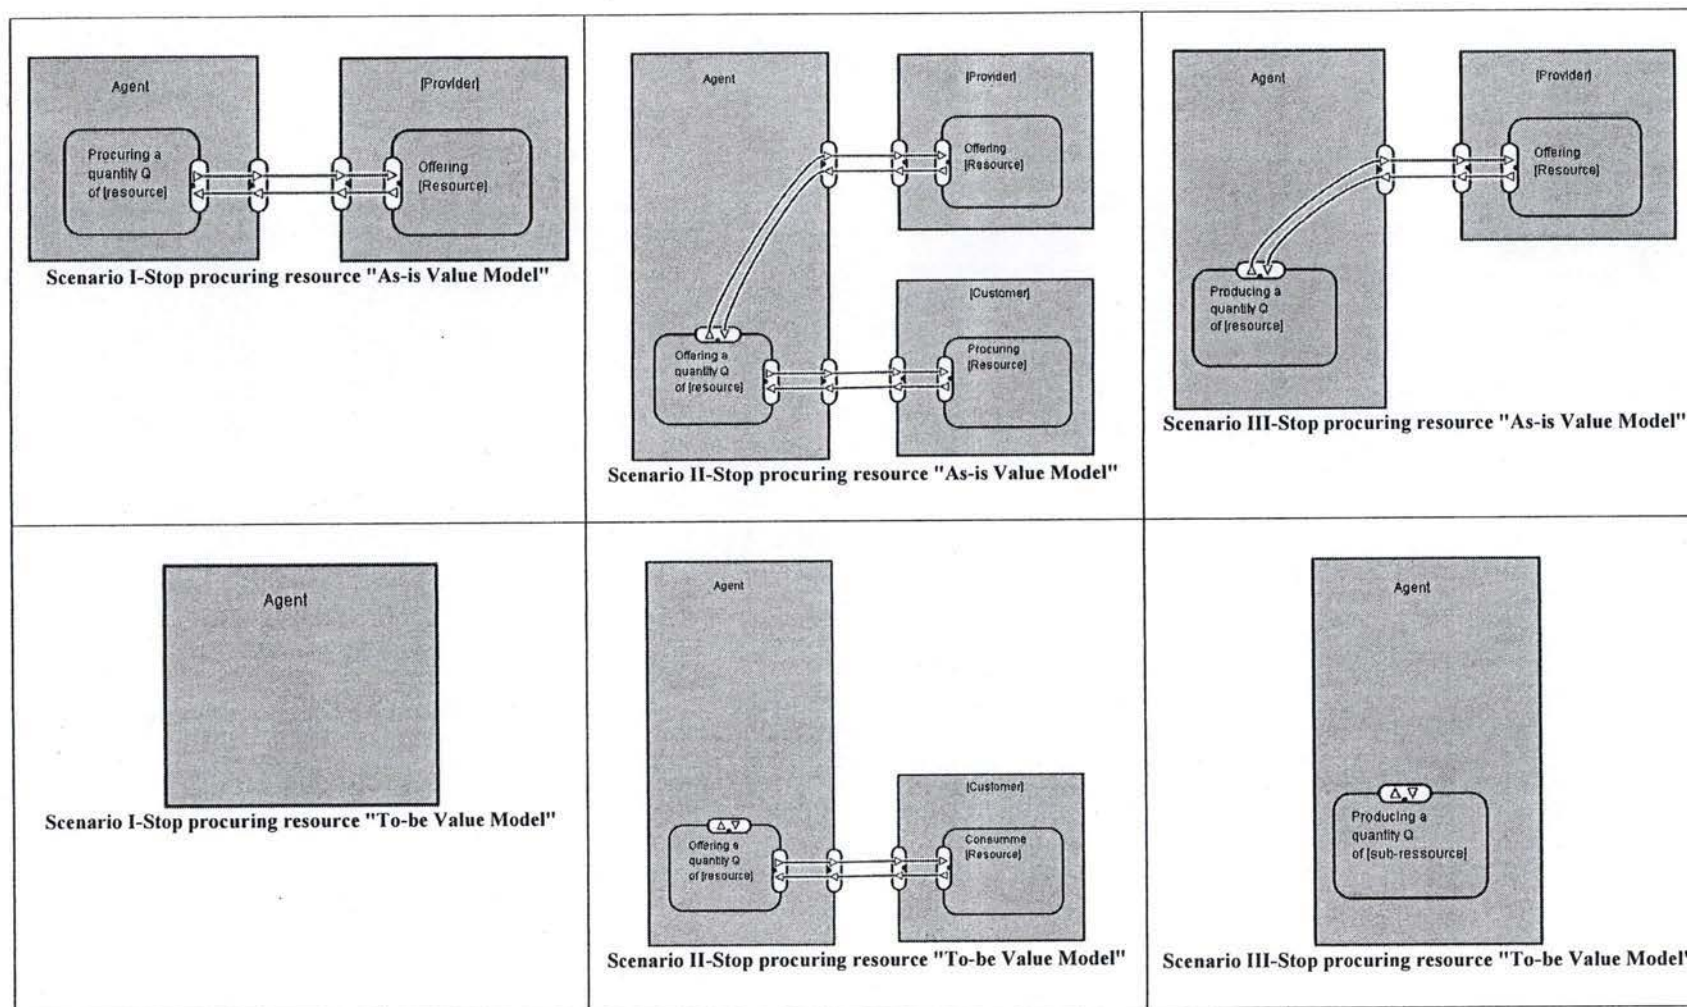 Agent
[Provider]
Procuring a
quantity Q
of [resource]
Offering
[Resource]
Scenario I-Stop procuring resource "As-is Value Model"
Agent
[Provider]
Offering
[Resource]
[Customer]
Offering a
quantity Q
of [resource]
Procuring
[Resource]
Scenario II-Stop procuring resource "As-is Value Model"
Agent
[Provider]
Offering
[Resource]
Producing a
quantity Q
of [resource]
Scenario III-Stop procuring resource "As-is Value Model"
Agent
Scenario I-Stop procuring resource "To-be Value Model"
Agent
[Customer]
Offering a
quantity Q
of [resource]
Consumme
[Resource]
Scenario II-Stop procuring resource "To-be Value Model"
Agent
Producing a
quantity Q
of [sub-ressource]
Scenario III-Stop procuring resource "To-be Value Model"